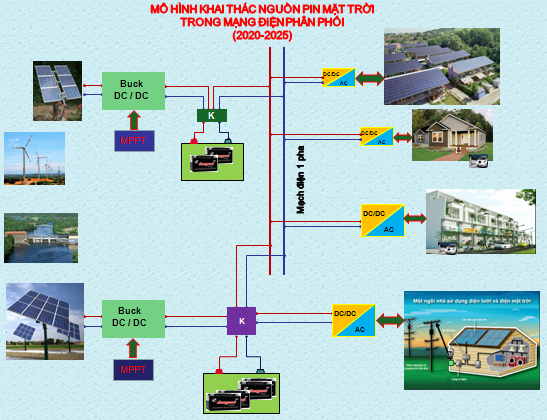 MÔ HÌNH KHAI THÁC NGUỒN PIN MẶT TRỜI
TRONG MẠNG ĐIỆN PHÂN PHỐI
(2020-2025)
Buck
DC / DC
MPPT
K
DC/DC
AC
DC/DC
AC
Mạch điện 1 pha
DC/DC
AC
Buck
DC / DC
MPPT
K
DC/DC
AC
Một ngôi nhà sử dụng điện lưới và điện mặt trời